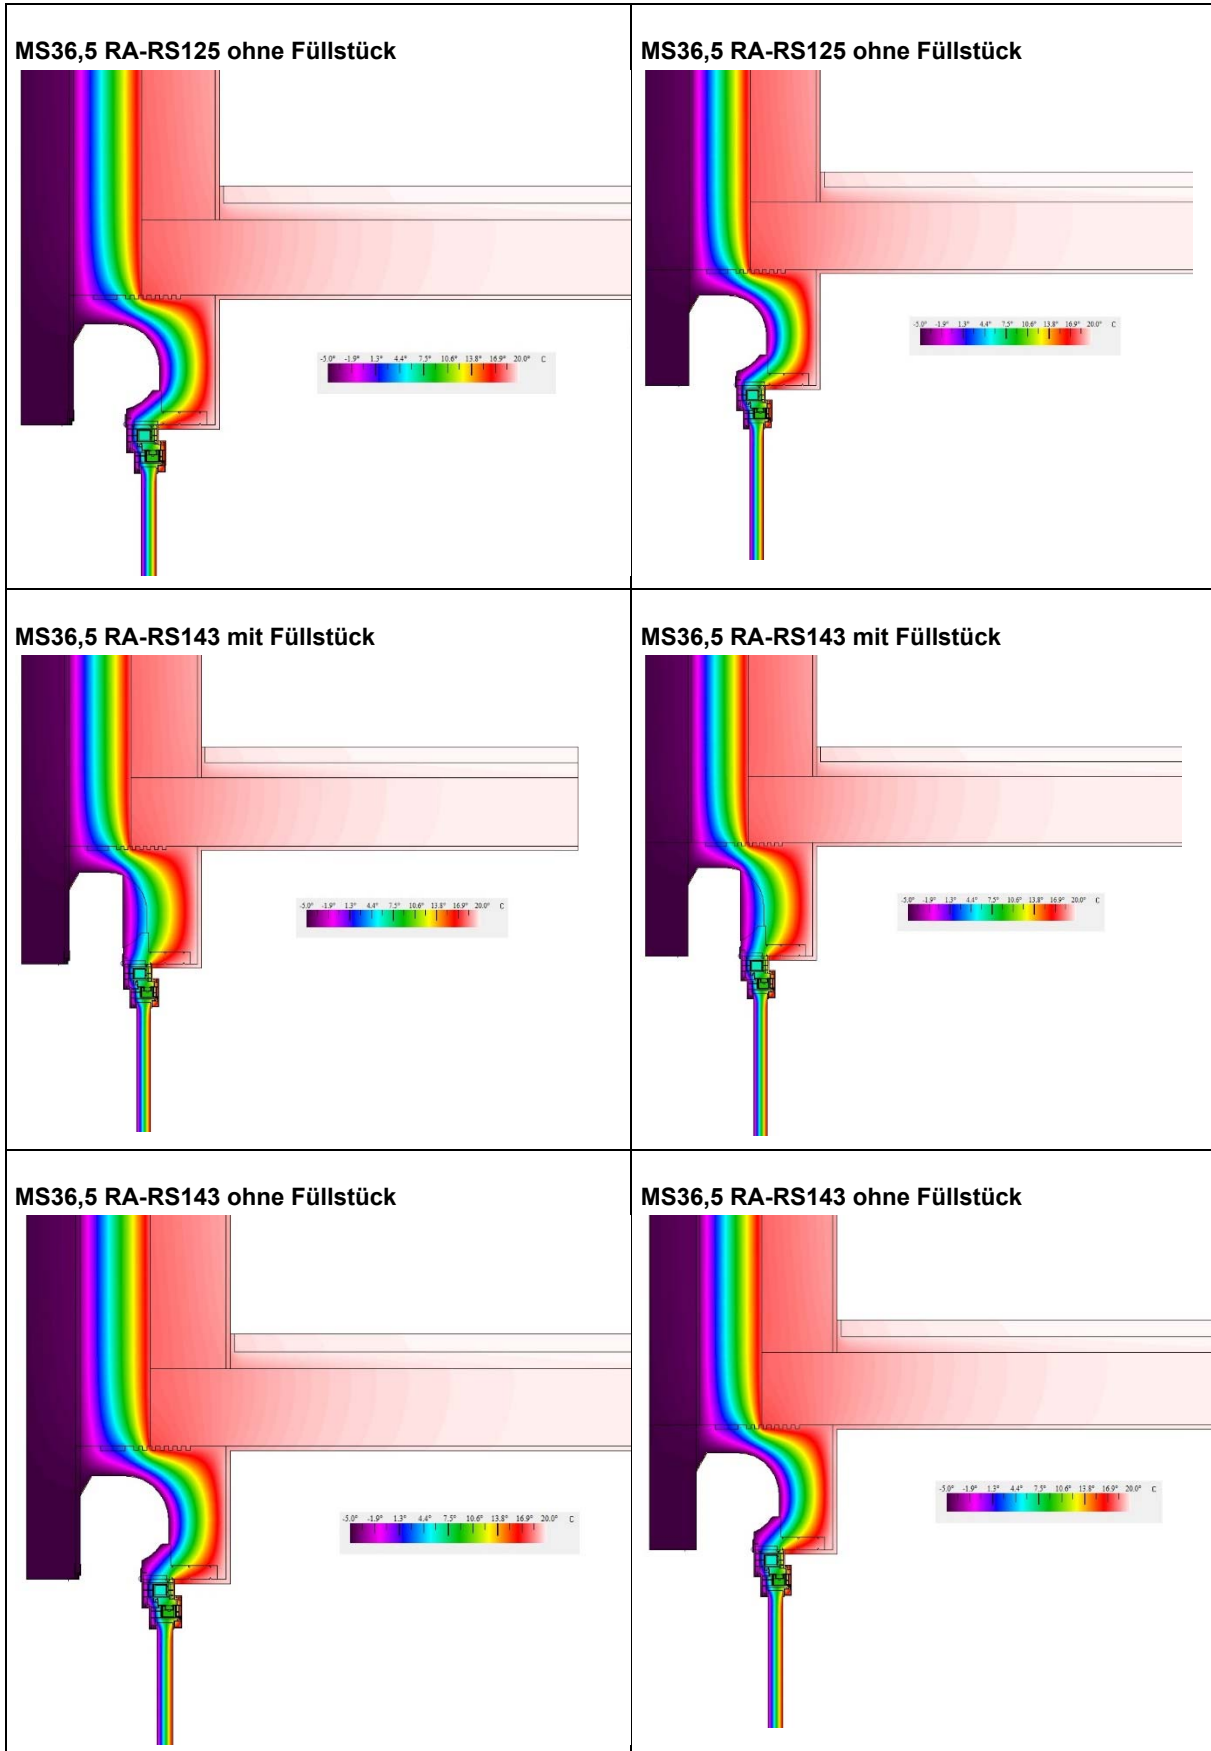 MS36,5 RA-RS125 ohne Füllstück
-5.0° -1.9° 1.3° 4.4° 7.5° 10.6° 13.8° 16.9° 20.0° C
MS36,5 RA-RS125 ohne Füllstück
-5.0° -1.9° 1.3° 4.4° 7.5° 10.6° 13.8° 16.9° 20.0° C
MS36,5 RA-RS143 mit Füllstück
-5.0° -1.9° 1.3° 4.4° 7.5° 10.6° 13.8° 16.9° 20.0° C
MS36,5 RA-RS143 mit Füllstück
-5.0° -1.9° 1.3° 4.4° 7.5° 10.6° 13.8° 16.9° 20.0° C
MS36,5 RA-RS143 ohne Füllstück
-5.0° -1.9° 1.3° 4.4° 7.5° 10.6° 13.8° 16.9° 20.0° C
MS36,5 RA-RS143 ohne Füllstück
-5.0° -1.9° 1.3° 4.4° 7.5° 10.6° 13.8° 16.9° 20.0° C